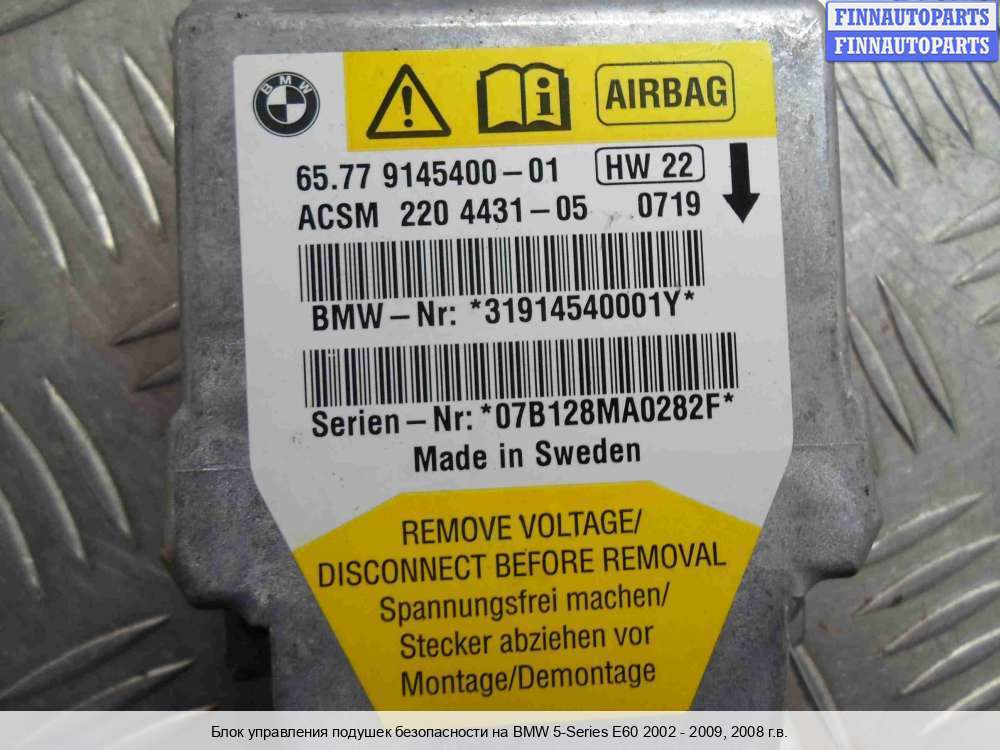 FINNAUTOPARTS
FINNAUTOPARTS
BMW
AIRBAG
65.77 9145400-01 HW 22
ACSM 220 4431-05 0719
BMW-Nr: *31914540001Y*
Serien-Nr: *07B128MA0282F*
Made in Sweden
REMOVE VOLTAGE/
DISCONNECT BEFORE REMOVAL
Spannungsfrei machen/
Stecker abziehen vor
Montage/Demontage
Блок управления подушек безопасности на BMW 5-Series E60 2002 - 2009, 2008 г.в.